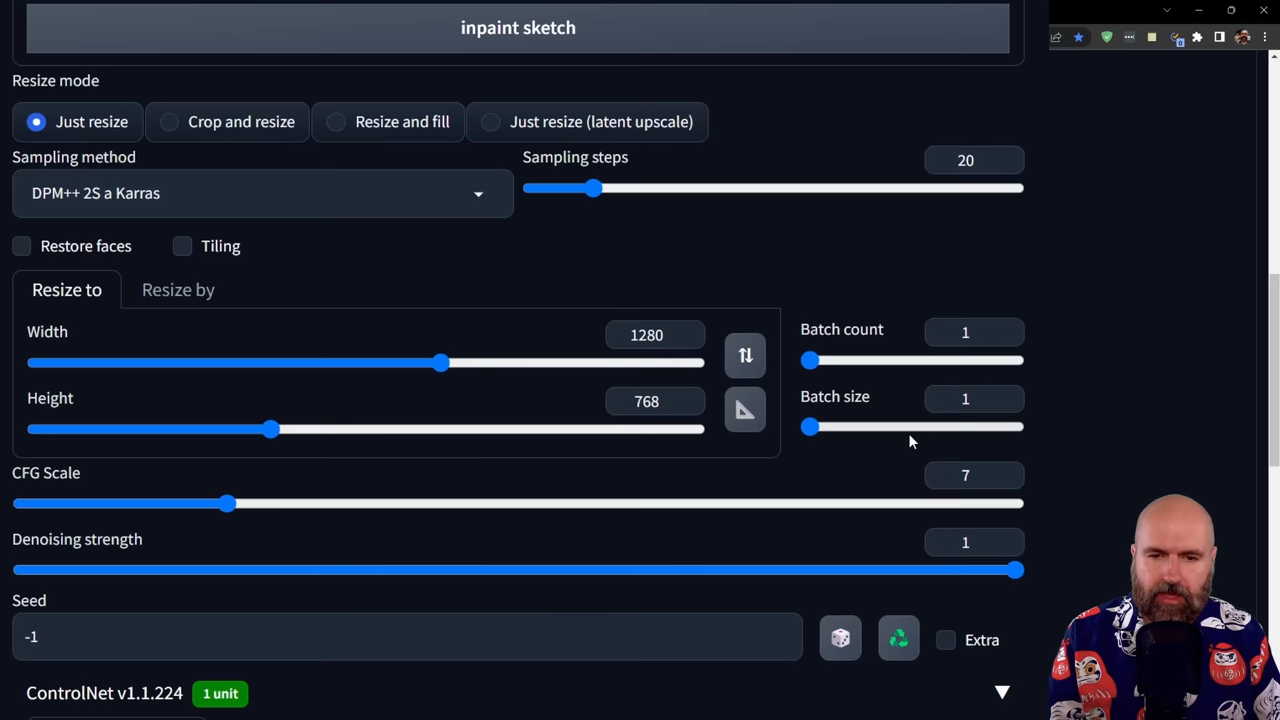 inpaint sketch
Resize mode
Just resize
Crop and resize
Resize and fill
Just resize (latent upscale)
Sampling method
Sampling steps
20
DPM++ 2S a Karras
Restore faces
Tiling
Resize to
Resize by
Width
1280
Batch count
1
Height
768
Batch size
1
CFG Scale
7
Denoising strength
1
Seed
-1
Extra
ControlNet v1.1.224
1 unit